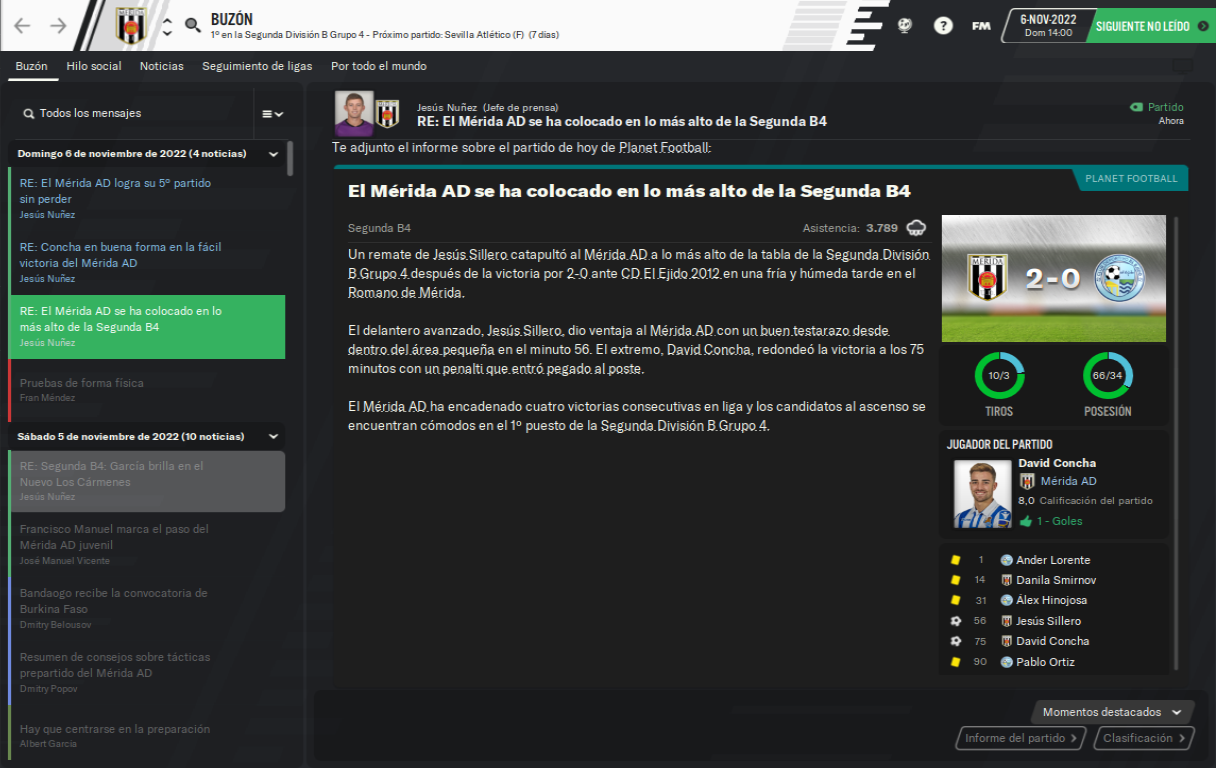 BUZÓN
1º en la Segunda División B Grupo 4 - Próximo partido: Sevilla Atlético (F) (7 días)
FM
6-NOV-2022
Dom 14:00
SIGUIENTE NO LEÍDO
Buzón Hilo social Noticias Seguimiento de ligas Por todo el mundo
Todos los mensajes
Domingo 6 de noviembre de 2022 (4 noticias)
RE: El Mérida AD logra su 5º partido
sin perder
Jesús Nuñez
RE: Concha en buena forma en la fácil
victoria del Mérida AD
Jesús Nuñez
RE: El Mérida AD se ha colocado en lo
más alto de la Segunda B4
Jesús Nuñez
Pruebas de forma física
Fran Méndez
Sábado 5 de noviembre de 2022 (10 noticias)
RE: Segunda B4: García brilla en el
Nuevo Los Cármenes
Jesús Nuñez
Francisco Manuel marca el paso del
Mérida AD juvenil
José Manuel Vicente
Bandaogo recibe la convocatoria de
Burkina Faso
Dmitry Belousov
Resumen de consejos sobre tácticas
prepartido del Mérida AD
Dmitry Popov
Hay que centrarse en la preparación
Albert García
Jesús Nuñez (Jefe de prensa)
RE: El Mérida AD se ha colocado en lo más alto de la Segunda B4
Partido
Ahora
Te adjunto el informe sobre el partido de hoy de Planet Football:
El Mérida AD se ha colocado en lo más alto de la Segunda B4
PLANET FOOTBALL
Segunda B4
Asistencia: 3.789
Un remate de Jesús Sillero catapultó al Mérida AD a lo más alto de la tabla de la Segunda División
B Grupo 4 después de la victoria por 2-0 ante CD El Ejido 2012 en una fría y húmeda tarde en el
Romano de Mérida.
El delantero avanzado, Jesús Sillero, dio ventaja al Mérida AD con un buen testarazo desde
dentro del área pequeña en el minuto 56. El extremo, David Concha, redondeó la victoria a los 75
minutos con un penalti que entró pegado al poste.
El Mérida AD ha encadenado cuatro victorias consecutivas en liga y los candidatos al ascenso se
encuentran cómodos en el 1º puesto de la Segunda División B Grupo 4.
MÉRIDA
2-0
10/3
66/34
TIROS
POSESIÓN
JUGADOR DEL PARTIDO
David Concha
Mérida AD
8,0 Calificación del partido
1 - Goles
1 Ander Lorente
14 Danila Smirnov
31 Álex Hinojosa
56 Jesús Sillero
75 David Concha
90 Pablo Ortiz
Momentos destacados
Informe del partido
Clasificación